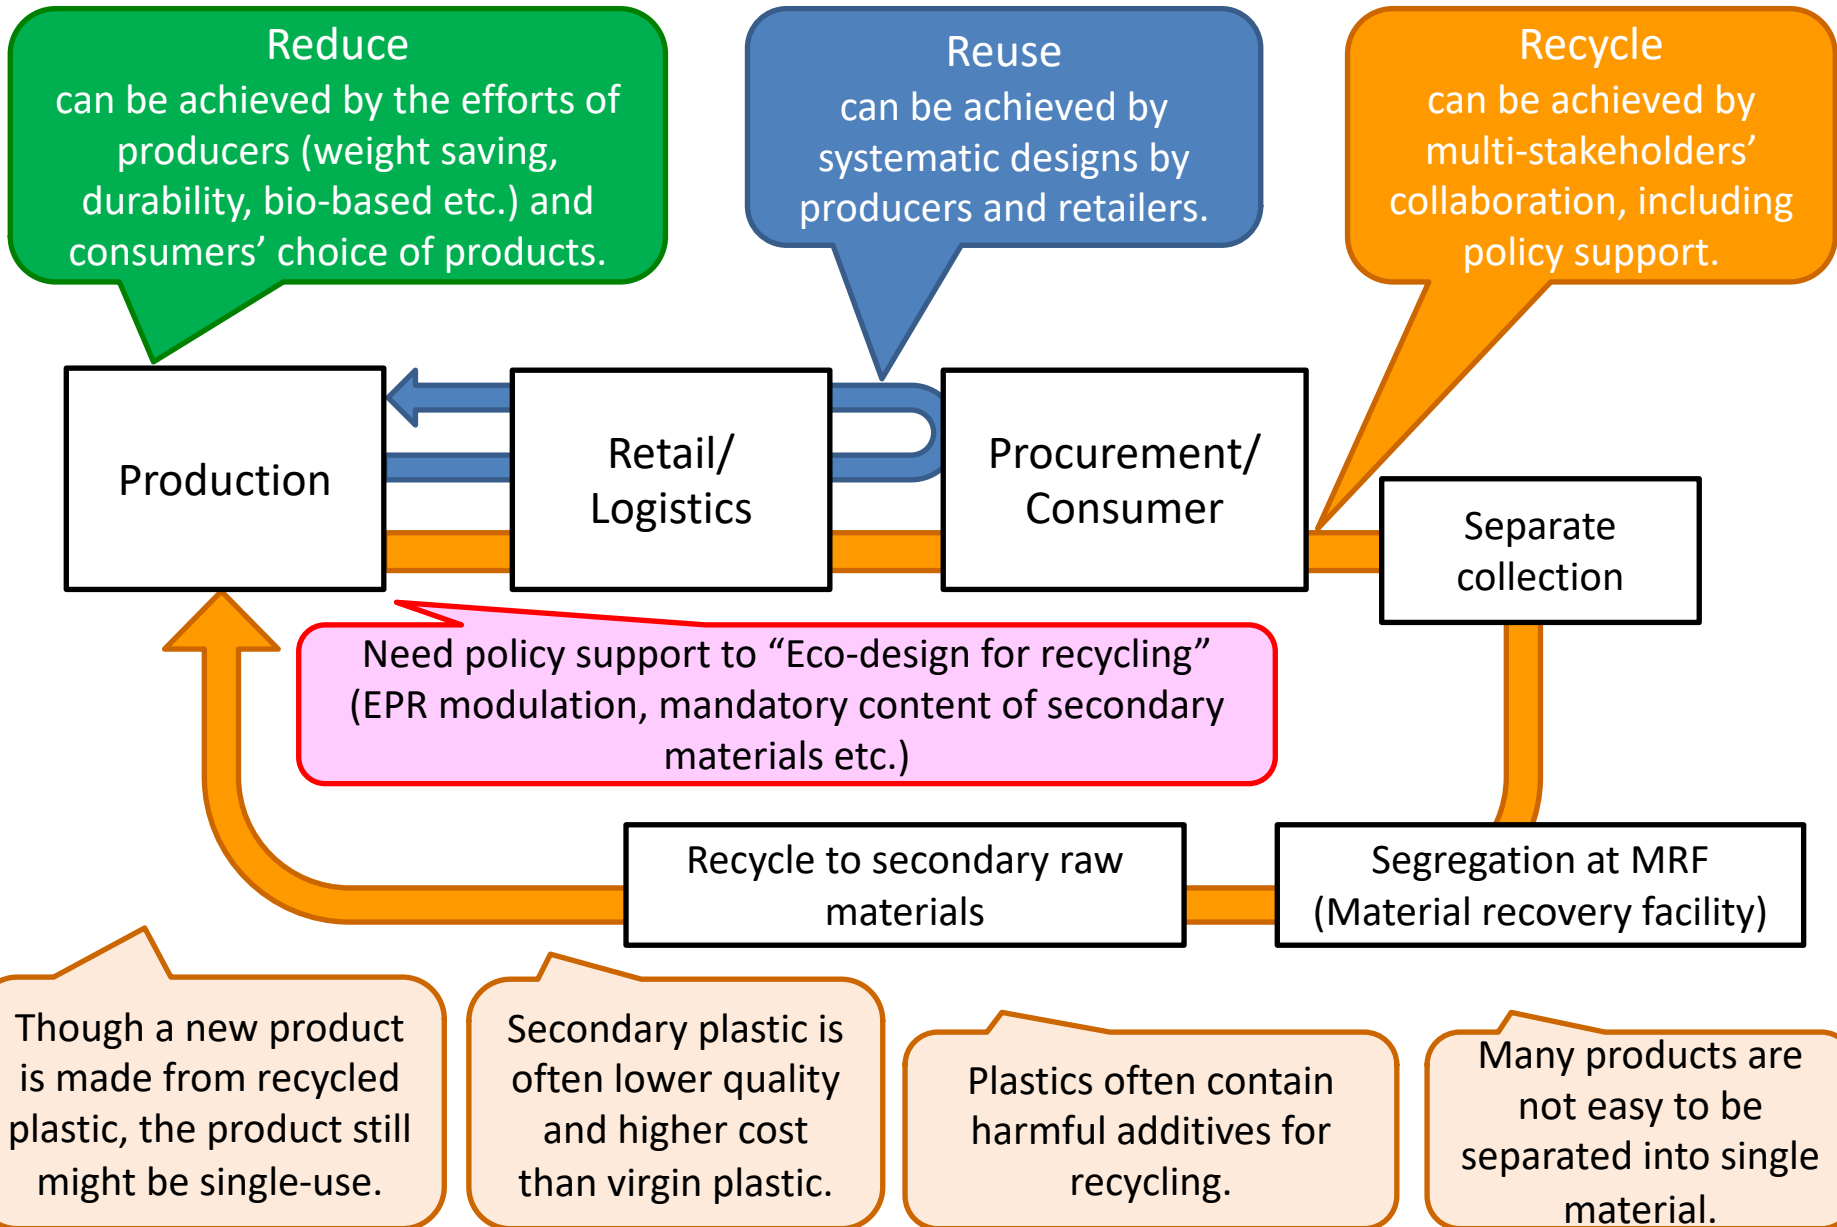 Reduce
can be achieved by the efforts of
producers (weight saving,
durability, bio-based etc.) and
consumers’ choice of products.
Reuse
can be achieved by
systematic designs by
producers and retailers.
Recycle
can be achieved by
multi-stakeholders’
collaboration, including
policy support.
Production
Retail/
Logistics
Procurement/
Consumer
Separate
collection
Need policy support to “Eco-design for recycling”
(EPR modulation, mandatory content of secondary
materials etc.)
Recycle to secondary raw
materials
Segregation at MRF
(Material recovery facility)
Though a new product
is made from recycled
plastic, the product still
might be single-use.
Secondary plastic is
often lower quality
and higher cost
than virgin plastic.
Plastics often contain
harmful additives for
recycling.
Many products are
not easy to be
separated into single
material.